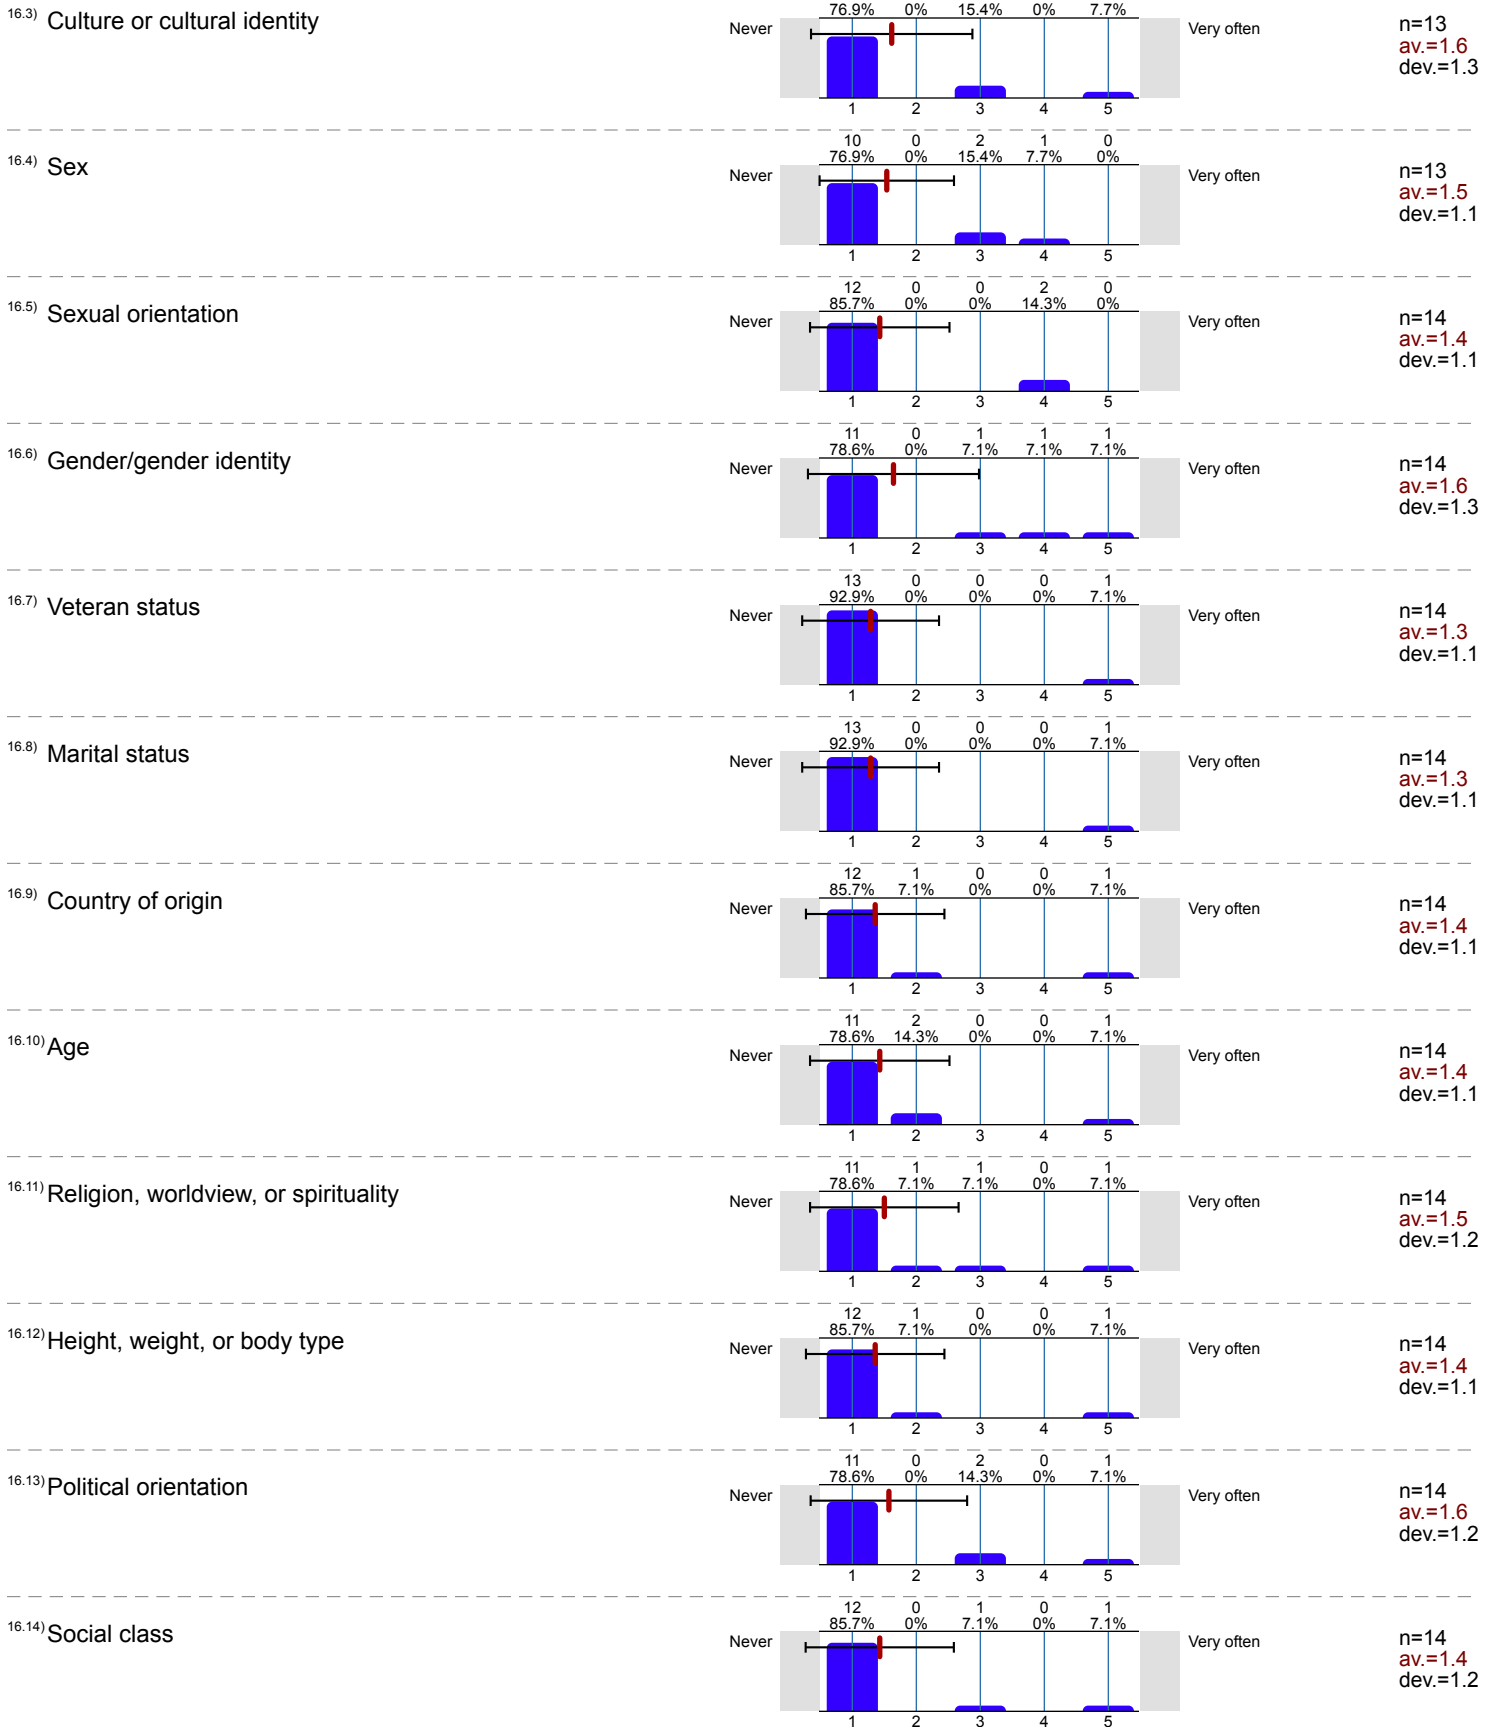 76.9% 0% 15.4% 0% 7.7%
16.3) Culture or cultural identity
Never Very often n=13
av.=1.6
dev.=1.3
1 2 3 4 5
10 0 2 1 0
76.9% 0% 15.4% 7.7% 0%
16.4) Sex
Never Very often n=13
av.=1.5
dev.=1.1
1 2 3 4 5
12 0 0 2 0
85.7% 0% 0% 14.3% 0%
16.5) Sexual orientation
Never Very often n=14
av.=1.4
dev.=1.1
1 2 3 4 5
11 0 1 1 1
78.6% 0% 7.1% 7.1% 7.1%
16.6) Gender/gender identity
Never Very often n=14
av.=1.6
dev.=1.3
1 2 3 4 5
13 0 0 0 1
92.9% 0% 0% 0% 7.1%
16.7) Veteran status
Never Very often n=14
av.=1.3
dev.=1.1
1 2 3 4 5
13 0 0 0 1
92.9% 0% 0% 0% 7.1%
16.8) Marital status
Never Very often n=14
av.=1.3
dev.=1.1
1 2 3 4 5
12 1 0 0 1
85.7% 7.1% 0% 0% 7.1%
16.9) Country of origin
Never Very often n=14
av.=1.4
dev.=1.1
1 2 3 4 5
11 2 0 0 1
78.6% 14.3% 0% 0% 7.1%
16.10) Age
Never Very often n=14
av.=1.4
dev.=1.1
1 2 3 4 5
11 1 1 0 1
78.6% 7.1% 7.1% 0% 7.1%
16.11) Religion, worldview, or spirituality
Never Very often n=14
av.=1.5
dev.=1.2
1 2 3 4 5
12 1 0 0 1
85.7% 7.1% 0% 0% 7.1%
16.12) Height, weight, or body type
Never Very often n=14
av.=1.4
dev.=1.1
1 2 3 4 5
11 0 2 0 1
78.6% 0% 14.3% 0% 7.1%
16.13) Political orientation
Never Very often n=14
av.=1.6
dev.=1.2
1 2 3 4 5
12 0 1 0 1
85.7% 0% 7.1% 0% 7.1%
16.14) Social class
Never Very often n=14
av.=1.4
dev.=1.2
1 2 3 4 5